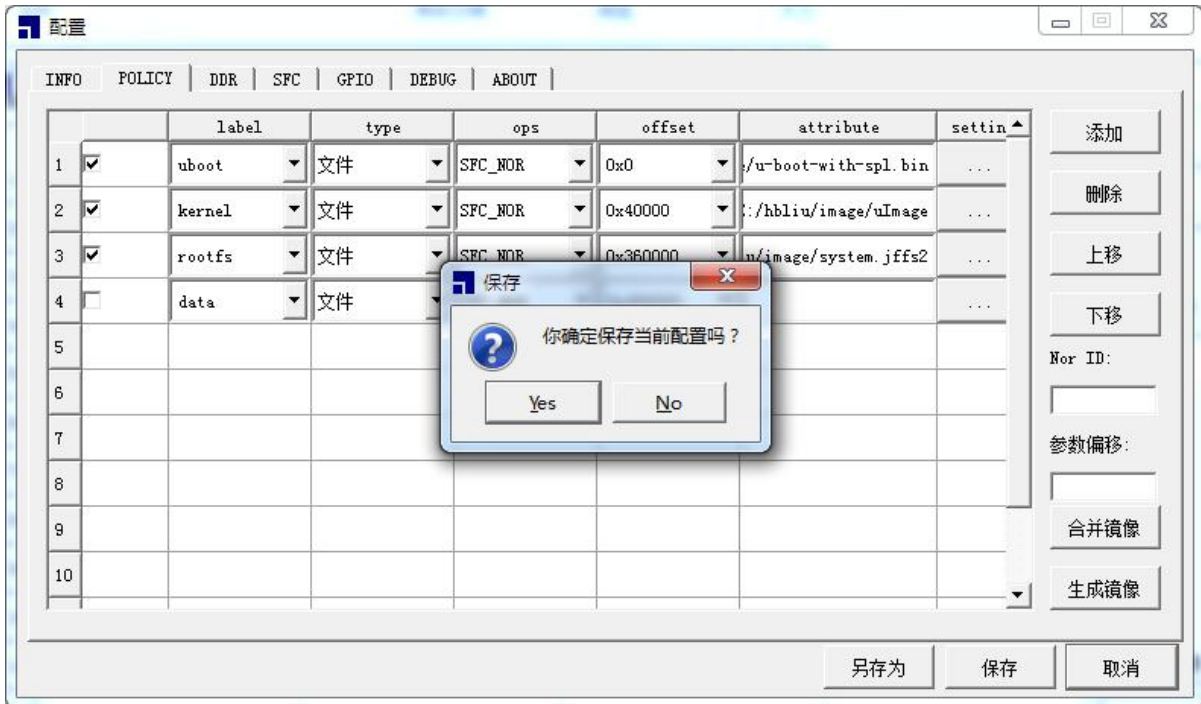 配置
INFO POLICY DDR SFC GPIO DEBUG ABOUT
label type ops offset attribute settin
1 uboot 文件 SFC_NOR 0x0 /u-boot-with-spl.bin ...
2 kernel 文件 SFC_NOR 0x40000 :/hbliu/image/uImage ...
3 rootfs 文件 SFC_NOR 0x360000 u/image/system.jffs2 ...
4 data 文件 ...
5
6
7
8
9
10
保存
你确定保存当前配置吗？
Yes No
添加
删除
上移
下移
Nor ID:
参数偏移:
合并镜像
生成镜像
另存为 保存 取消